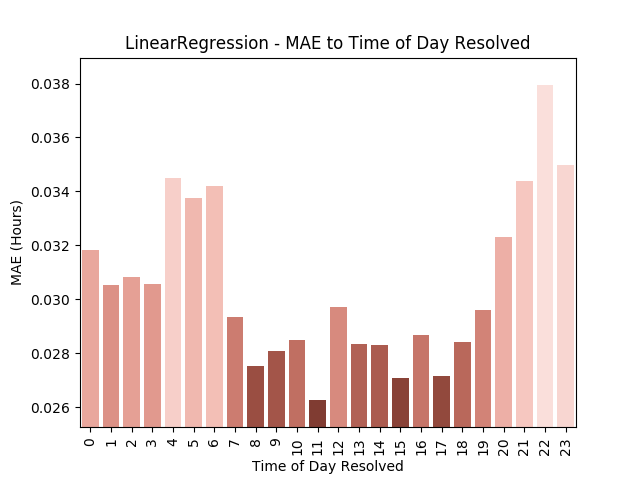 LinearRegression - MAE to Time of Day Resolved
0.038
0.036
0.034
0.032
0.030
0.028
0.026
MAE (Hours)
0 1 2 3 4 5 6 7 8 9 10 11 12 13 14 15 16 17 18 19 20 21 22 23
Time of Day Resolved